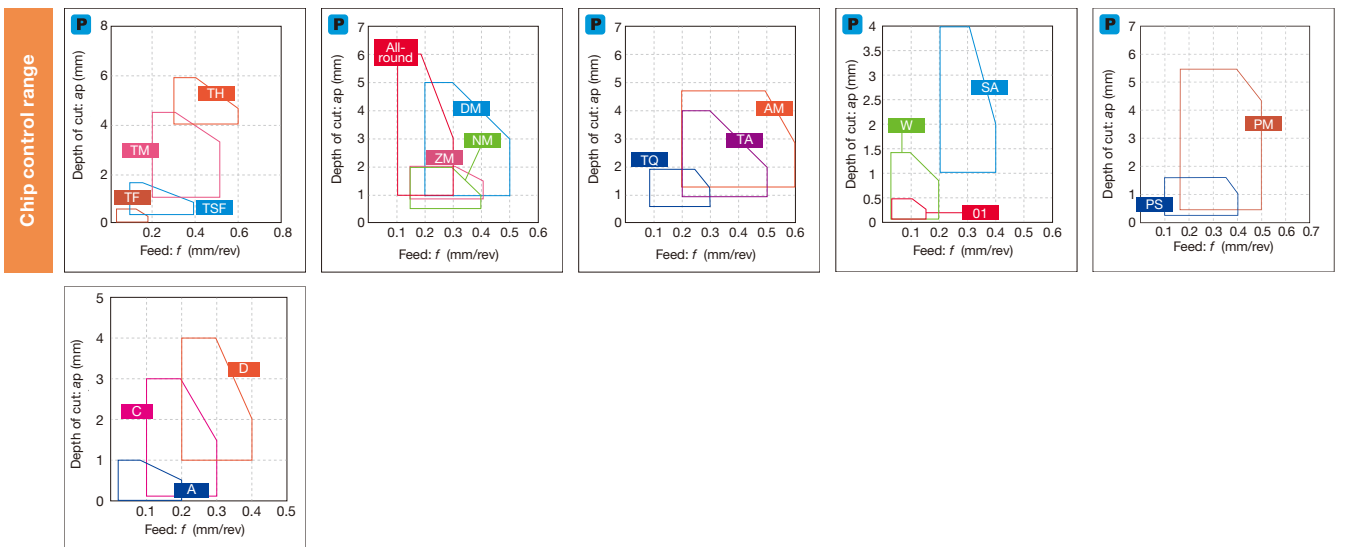 Chip control range
P
Depth of cut: ap (mm)
8
6
4
2
0
TH
TM
TF
TSF
0.2 0.4 0.6 0.8
Feed: f (mm/rev)
P
Depth of cut: ap (mm)
7
6
5
4
3
2
1
0
All-
round
DM
NM
ZM
0.1 0.2 0.3 0.4 0.5 0.6
Feed: f (mm/rev)
P
Depth of cut: ap (mm)
7
6
5
4
3
2
1
0
AM
TA
TQ
0.1 0.2 0.3 0.4 0.5 0.6
Feed: f (mm/rev)
P
Depth of cut: ap (mm)
4
3.5
3
2.5
2
1.5
1
0.5
0
SA
W
01
0.1 0.2 0.3 0.4 0.5 0.6
Feed: f (mm/rev)
P
Depth of cut: ap (mm)
7
6
5
4
3
2
1
0
PM
PS
0.1 0.2 0.3 0.4 0.5 0.6 0.7
Feed: f (mm/rev)
Depth of cut: ap (mm)
5
4
3
2
1
0
D
C
A
0.1 0.2 0.3 0.4 0.5
Feed: f (mm/rev)